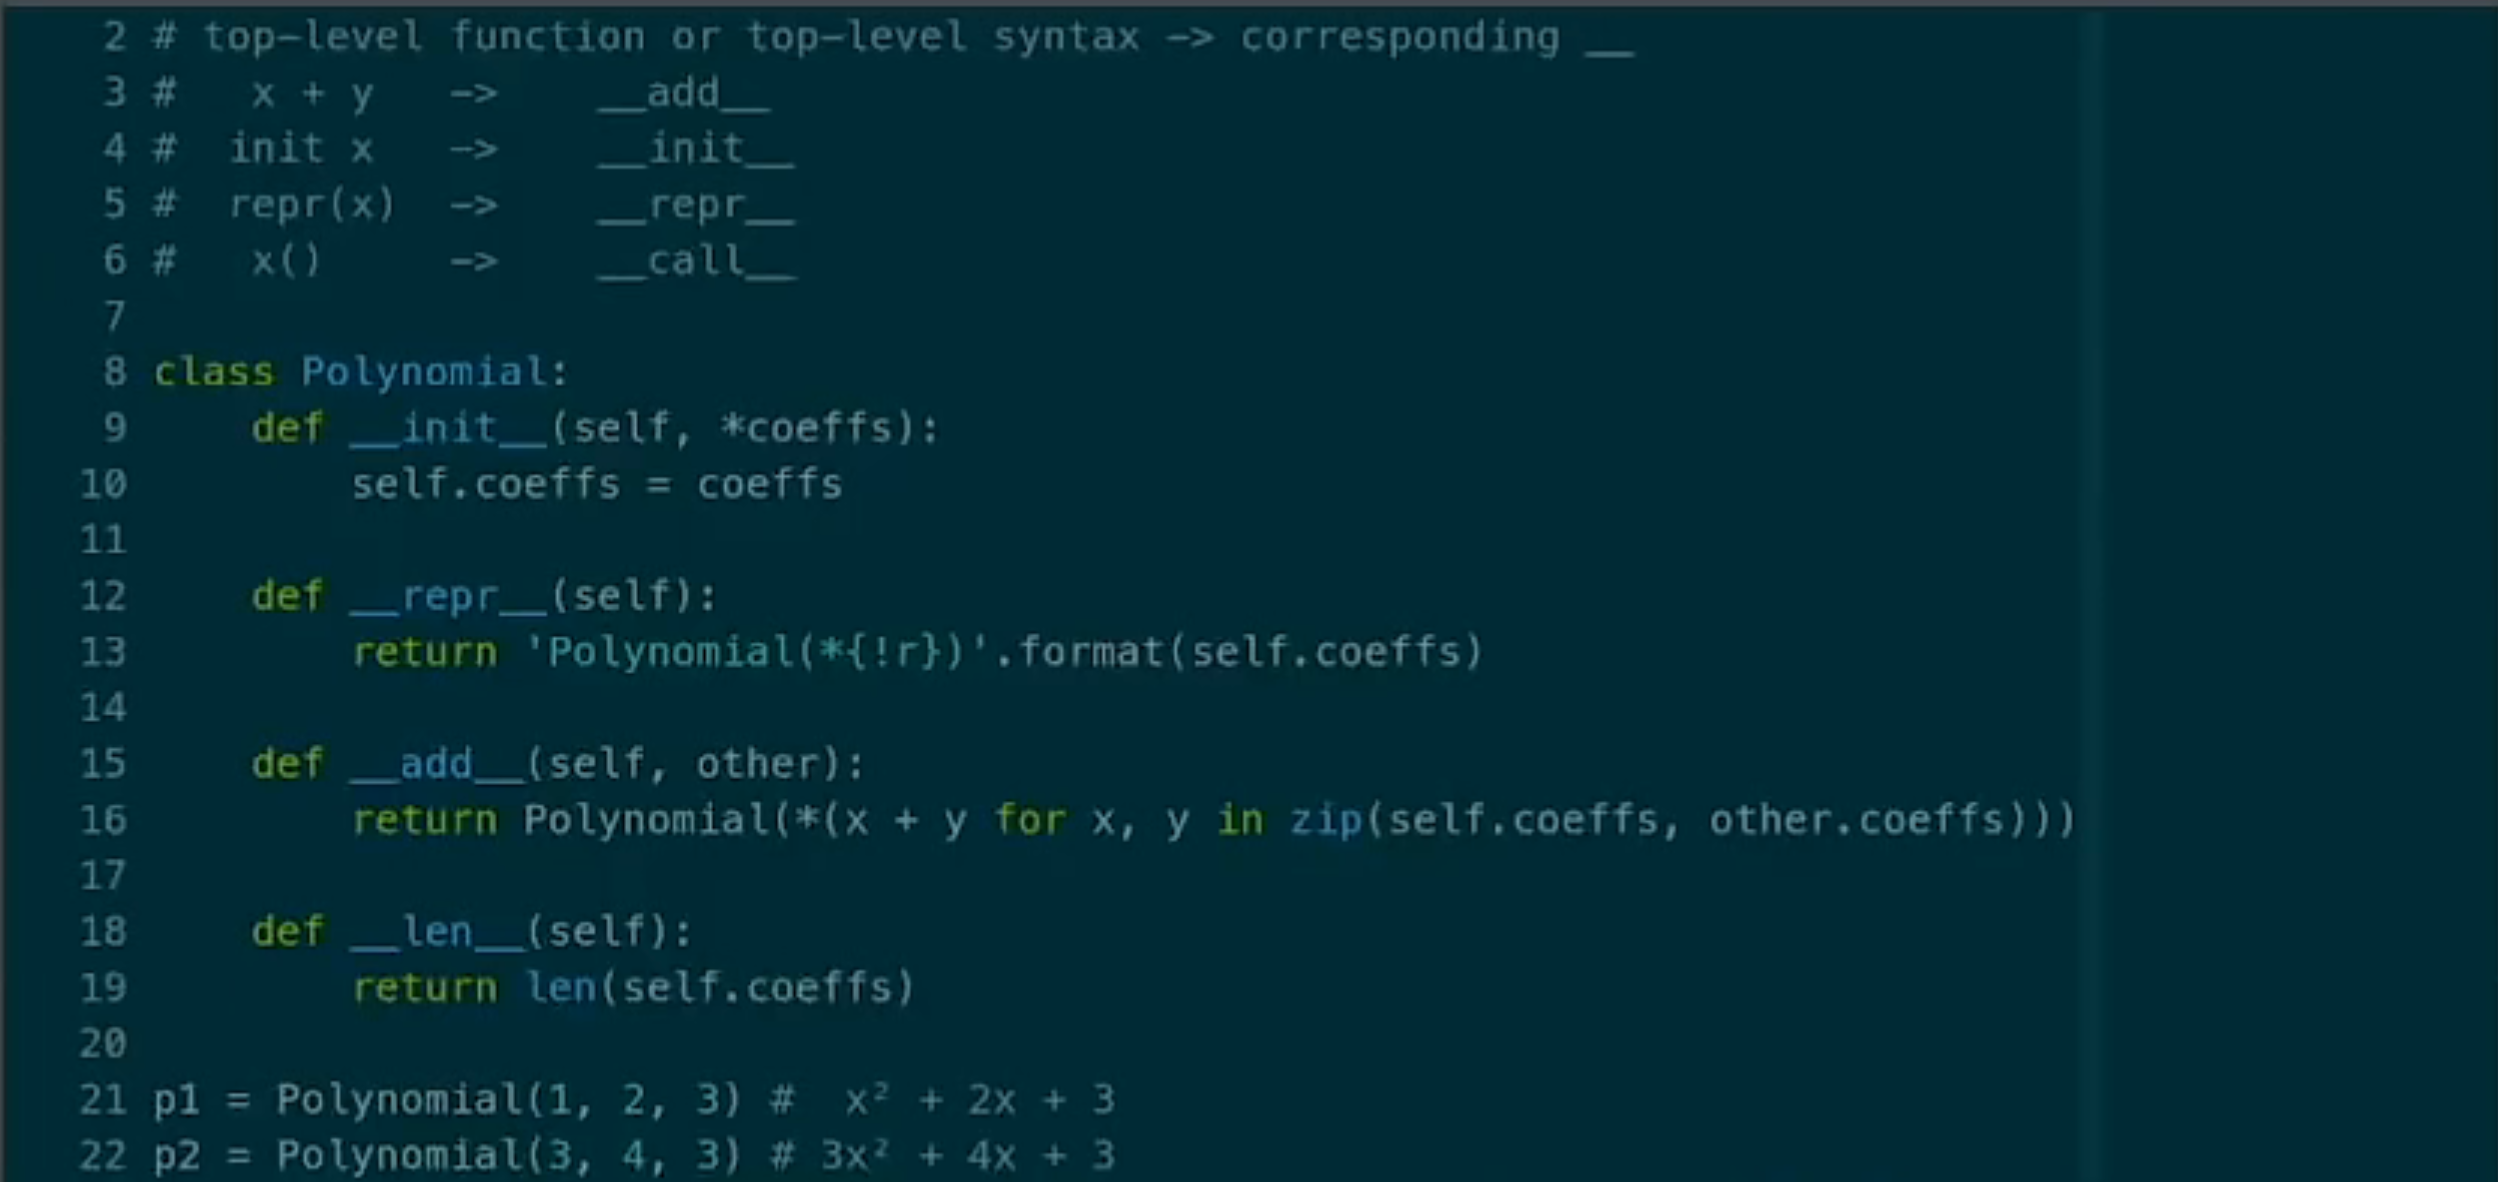 2 # top-level function or top-level syntax -> corresponding __
3 #   x + y   ->    __add__
4 #  init x   ->    __init__
5 #  repr(x)  ->    __repr__
6 #   x()     ->    __call__
7
8 class Polynomial:
9     def __init__(self, *coeffs):
10         self.coeffs = coeffs
11
12     def __repr__(self):
13         return 'Polynomial(*{!r})'.format(self.coeffs)
14
15     def __add__(self, other):
16         return Polynomial(*(x + y for x, y in zip(self.coeffs, other.coeffs)))
17
18     def __len__(self):
19         return len(self.coeffs)
20
21 p1 = Polynomial(1, 2, 3) #  x² + 2x + 3
22 p2 = Polynomial(3, 4, 3) # 3x² + 4x + 3